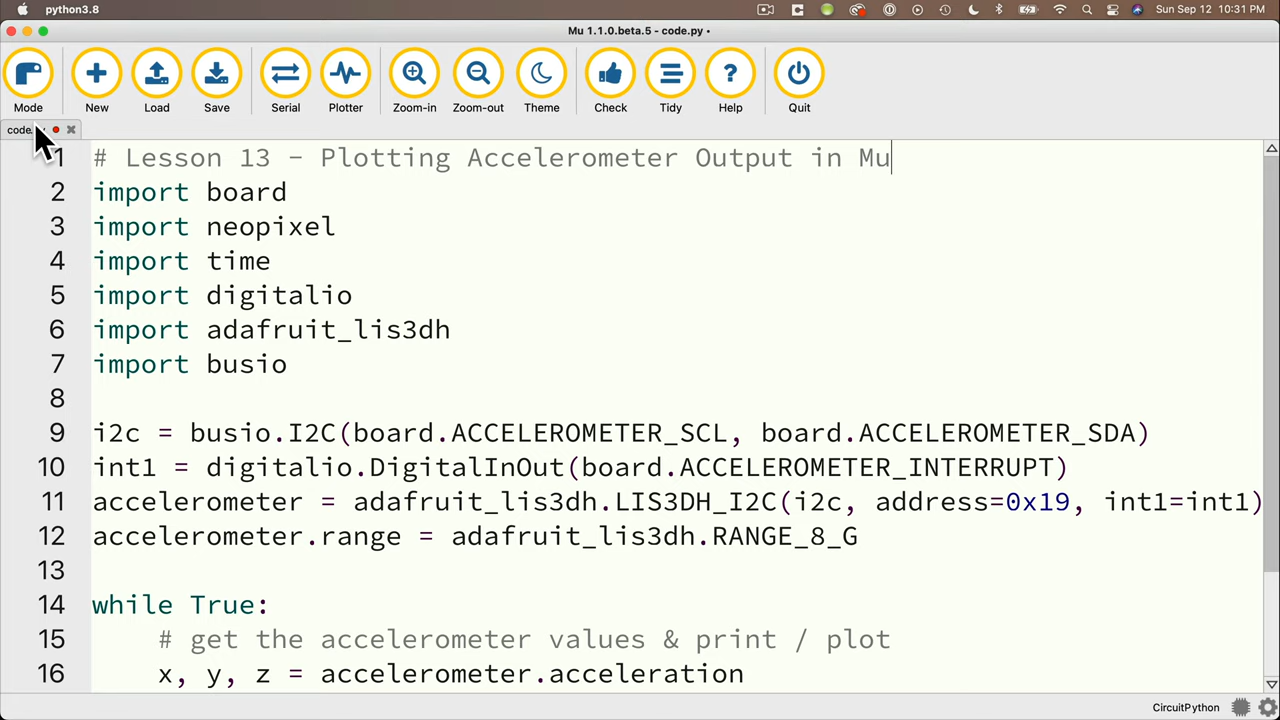 python3.8
Sun Sep 12 10:31 PM
Mu 1.1.0.beta.5 - code.py •
Mode New Load Save Serial Plotter Zoom-in Zoom-out Theme Check Tidy Help Quit
1 # Lesson 13 - Plotting Accelerometer Output in Mu
2 import board
3 import neopixel
4 import time
5 import digitalio
6 import adafruit_lis3dh
7 import busio
8
9 i2c = busio.I2C(board.ACCELEROMETER_SCL, board.ACCELEROMETER_SDA)
10 int1 = digitalio.DigitalInOut(board.ACCELEROMETER_INTERRUPT)
11 accelerometer = adafruit_lis3dh.LIS3DH_I2C(i2c, address=0x19, int1=int1)
12 accelerometer.range = adafruit_lis3dh.RANGE_8_G
13
14 while True:
15 # get the accelerometer values & print / plot
16 x, y, z = accelerometer.acceleration
CircuitPython